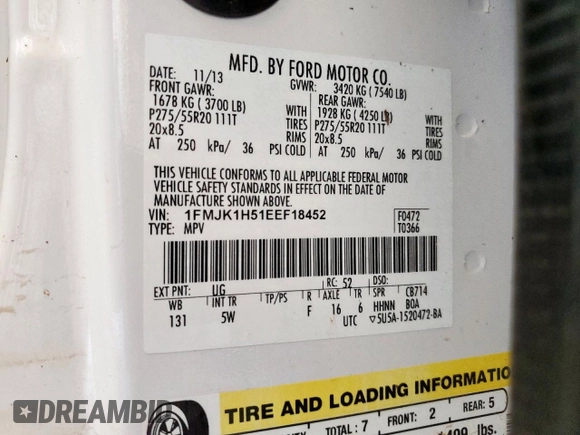 MFD. BY FORD MOTOR CO.
DATE: 11/13 GVWR: 3420 KG ( 7540 LB)
FRONT GAWR: REAR GAWR:
1678 KG ( 3700 LB) WITH 1928 KG ( 4250 LB) WITH
P275/55R20 111T TIRES P275/55R20 111T TIRES
20x8.5 RIMS 20x8.5 RIMS
AT 250 kPa/ 36 PSI COLD AT 250 kPa/ 36 PSI COLD
THIS VEHICLE CONFORMS TO ALL APPLICABLE FEDERAL MOTOR
VEHICLE SAFETY STANDARDS IN EFFECT ON THE DATE OF
MANUFACTURE SHOWN ABOVE.
VIN: 1FMJK1H51EEF18452 F0472
TYPE: MPV T0366
EXT PNT: UG RC: 52 DSO:
WB INT TR TP/PS R AXLE TR SPR CB714
131 5W F 16 6 HHNN BOA
UTC ▽5U5A-1520472-BA
TIRE AND LOADING INFORMATION
TOTAL: 7 FRONT: 2 REAR: 5
lbs.
DREAMBID